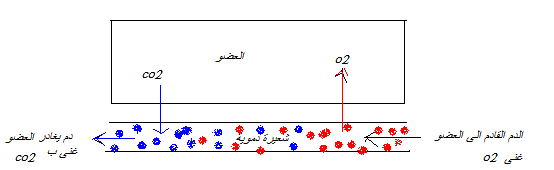 العضو
co2
o2
الدم القادم الى العضو
غني o2
شعيرة دموية
دم يغادر العضو
غني ب co2